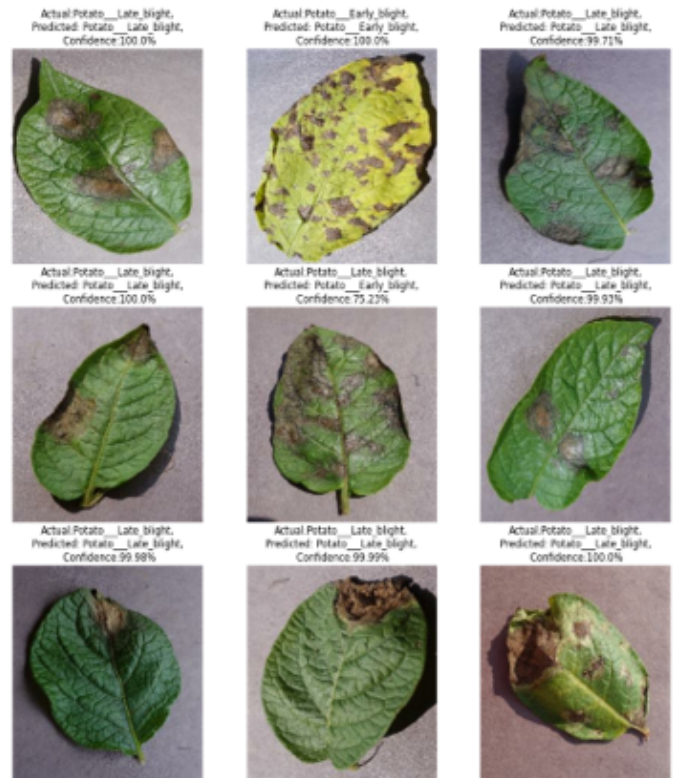 Actual:Potato___Late_blight,
Predicted: Potato___Late_blight,
Confidence:100.0%
Actual:Potato___Early_blight,
Predicted: Potato___Early_blight,
Confidence:100.0%
Actual:Potato___Late_blight,
Predicted: Potato___Late_blight,
Confidence:99.71%
Actual:Potato___Late_blight,
Predicted: Potato___Late_blight,
Confidence:100.0%
Actual:Potato___Late_blight,
Predicted: Potato___Early_blight,
Confidence:75.23%
Actual:Potato___Late_blight,
Predicted: Potato___Late_blight,
Confidence:99.93%
Actual:Potato___Late_blight,
Predicted: Potato___Late_blight,
Confidence:99.98%
Actual:Potato___Late_blight,
Predicted: Potato___Late_blight,
Confidence:99.99%
Actual:Potato___Late_blight,
Predicted: Potato___Late_blight,
Confidence:100.0%